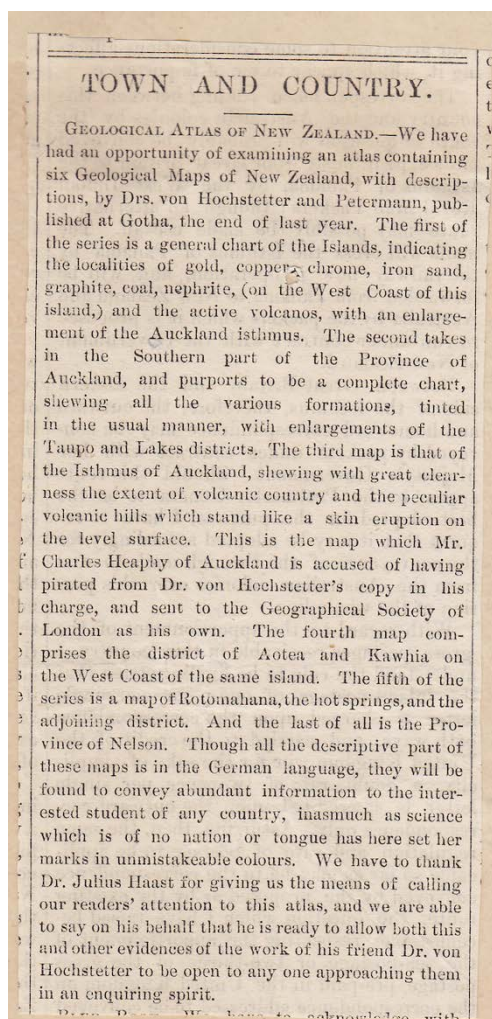 TOWN AND COUNTRY.
GEOLOGICAL ATLAS OF NEW ZEALAND.—We have
had an opportunity of examining an atlas containing
six Geological Maps of New Zealand, with descrip-
tions, by Drs. von Hochstetter and Petermann, pub-
lished at Gotha, the end of last year. The first of
the series is a general chart of the Islands, indicating
the localities of gold, copper, chrome, iron sand,
graphite, coal, nephrite, (on the West Coast of this
island,) and the active volcanos, with an enlarge-
ment of the Auckland isthmus. The second takes
in the Southern part of the Province of
Auckland, and purports to be a complete chart,
shewing all the various formations, tinted
in the usual manner, with enlargements of the
Taupo and Lakes districts. The third map is that of
the Isthmus of Auckland, shewing with great clear-
ness the extent of volcanic country and the peculiar
volcanic hills which stand like a skin eruption on
the level surface. This is the map which Mr.
Charles Heaphy of Auckland is accused of having
pirated from Dr. von Hochstetter's copy in his
charge, and sent to the Geographical Society of
London as his own. The fourth map com-
prises the district of Aotea and Kawhia on
the West Coast of the same island. The fifth of the
series is a map of Rotomahana, the hot springs, and the
adjoining district. And the last of all is the Pro-
vince of Nelson. Though all the descriptive part of
these maps is in the German language, they will be
found to convey abundant information to the inter-
ested student of any country, inasmuch as science
which is of no nation or tongue has here set her
marks in unmistakeable colours. We have to thank
Dr. Julius Haast for giving us the means of calling
our readers' attention to this atlas, and we are able
to say on his behalf that he is ready to allow both this
and other evidences of the work of his friend Dr. von
Hochstetter to be open to any one approaching them
in an enquiring spirit.